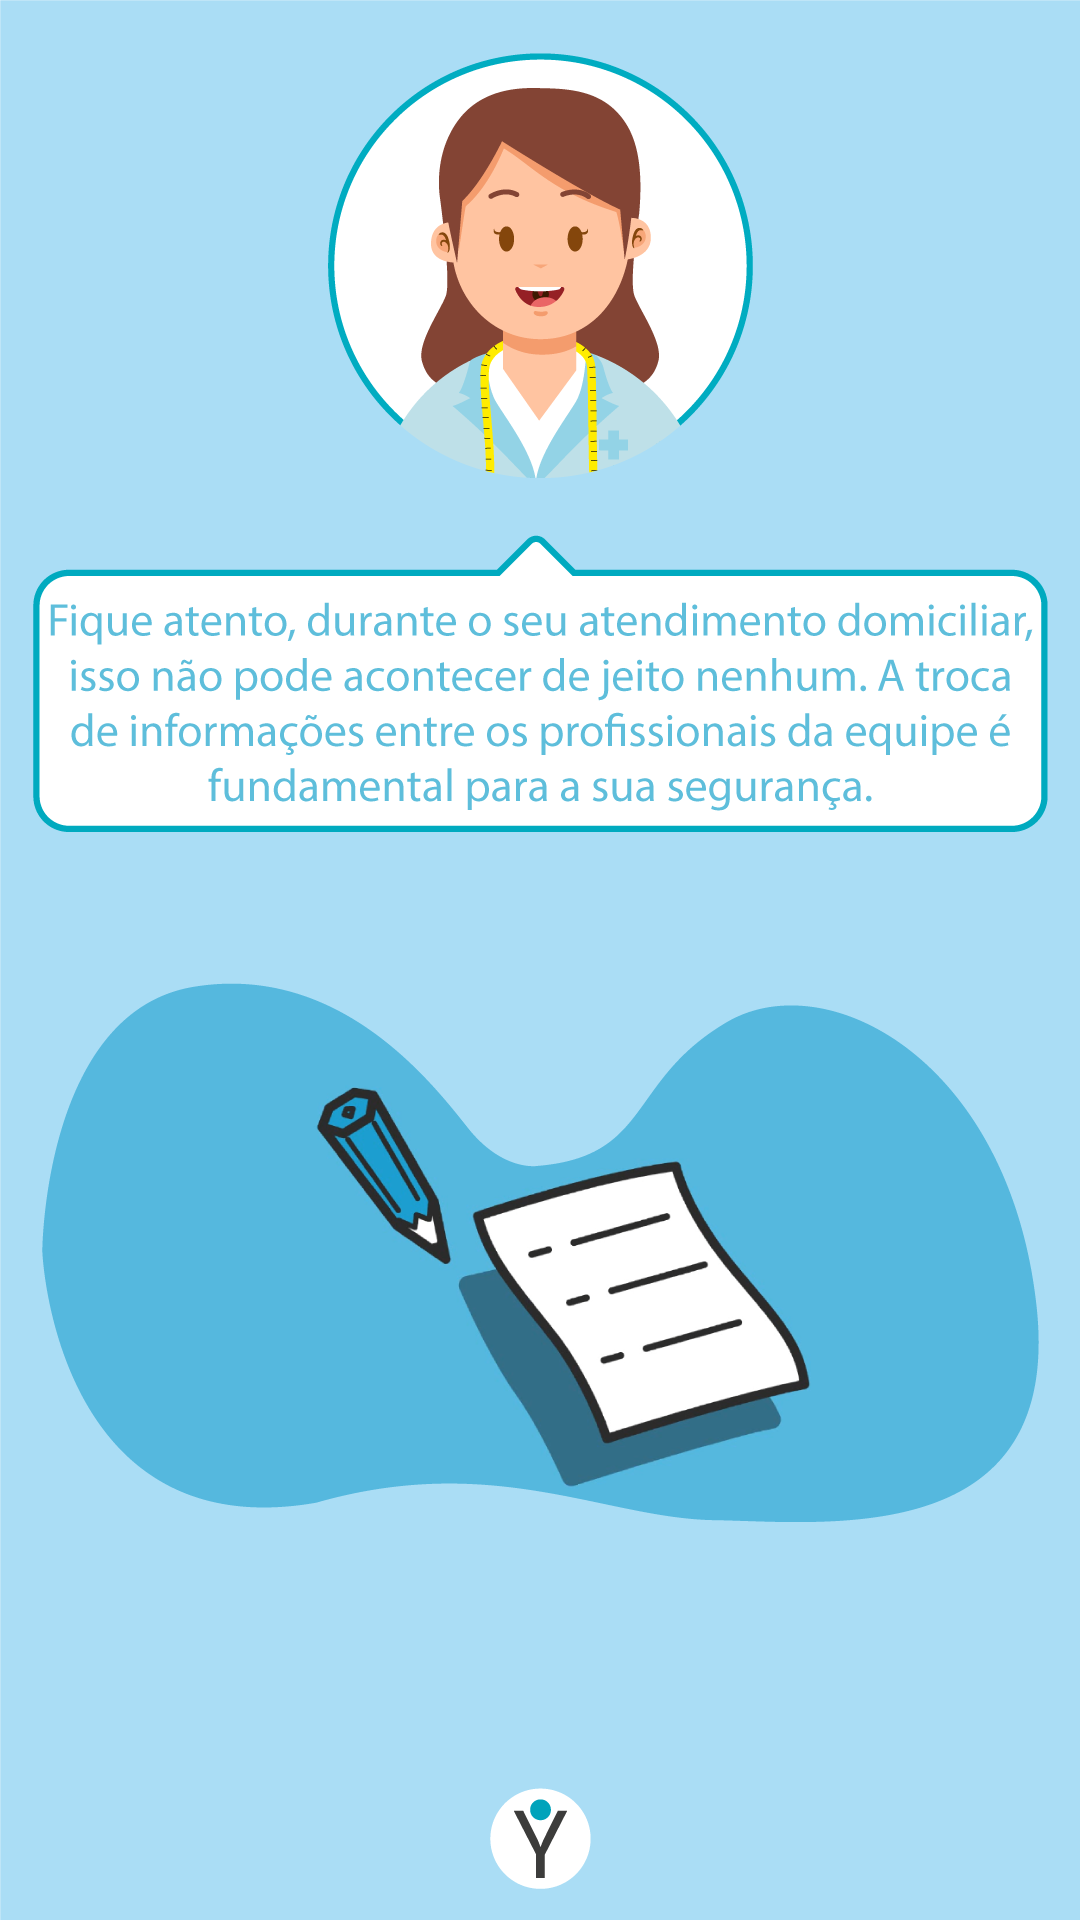 Fique atento, durante o seu atendimento domiciliar,
isso não pode acontecer de jeito nenhum. A troca
de informações entre os profissionais da equipe é
fundamental para a sua segurança.
Y